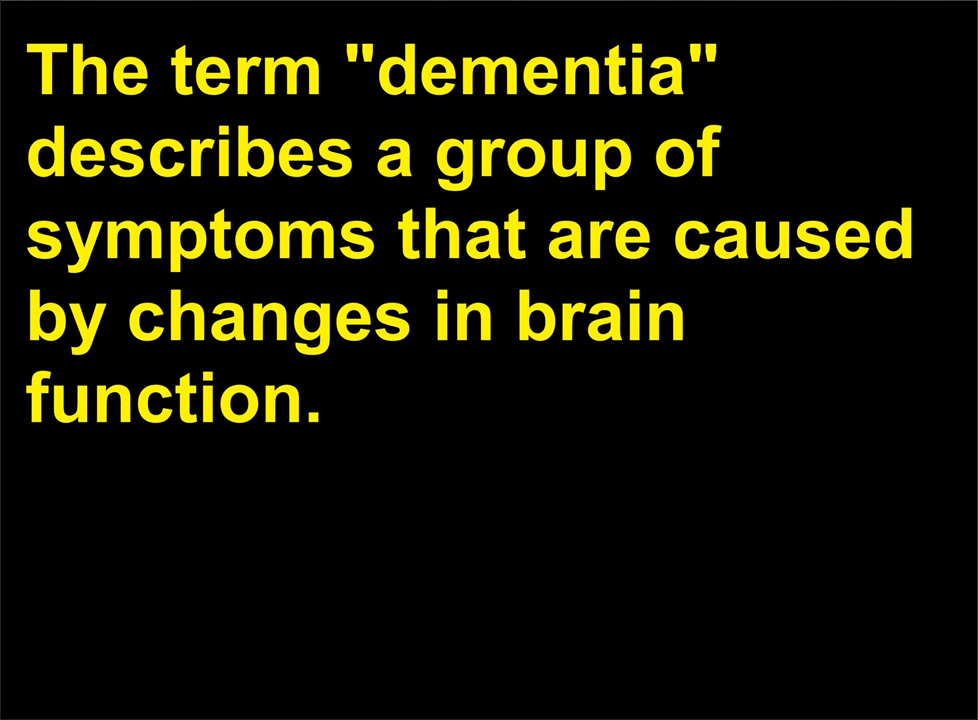 The term "dementia"
describes a group of
symptoms that are caused
by changes in brain
function.